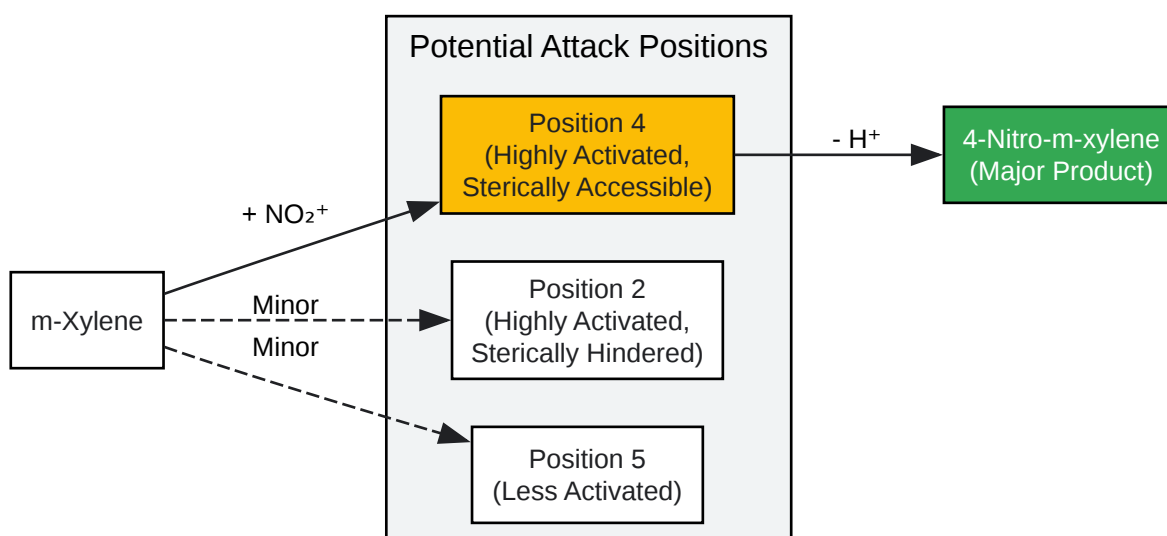 Potential Attack Positions
Position 4
(Highly Activated,
Sterically Accessible)
- H⁺
4-Nitro-m-xylene
(Major Product)
+ NO₂⁺
m-Xylene
Minor
Position 2
(Highly Activated,
Sterically Hindered)
Minor
Position 5
(Less Activated)